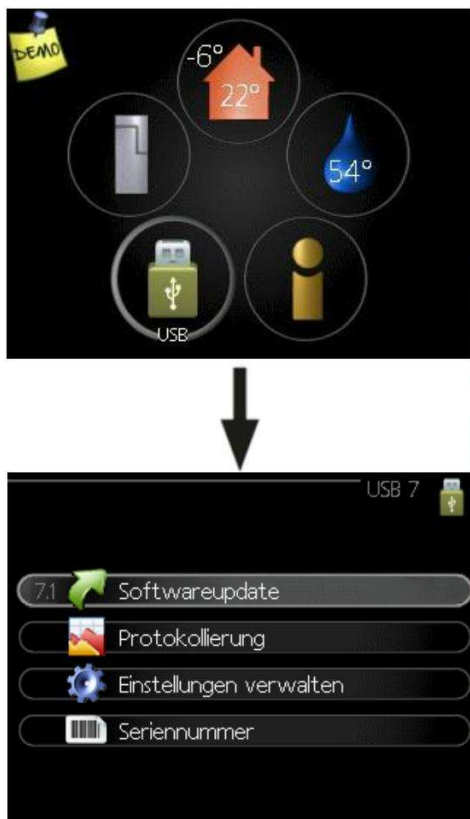 DEMO
-6°
22°
54°
USB
USB 7
7.1 Softwareupdate
Protokollierung
Einstellungen verwalten
Seriennummer